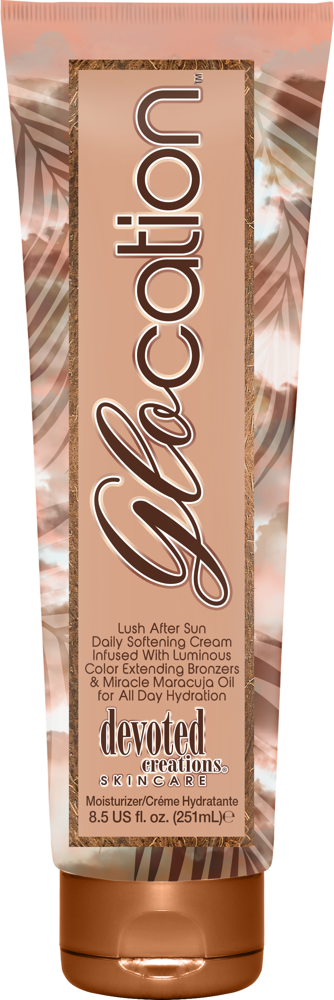 glocation™
Lush After Sun
Daily Softening Cream
Infused With Luminous
Color Extending Bronzers
& Miracle Maracuja Oil
for All Day Hydration
devoted
creations®
SKINCARE
Moisturizer/Créme Hydratante
8.5 US fl. oz. (251mL)℮